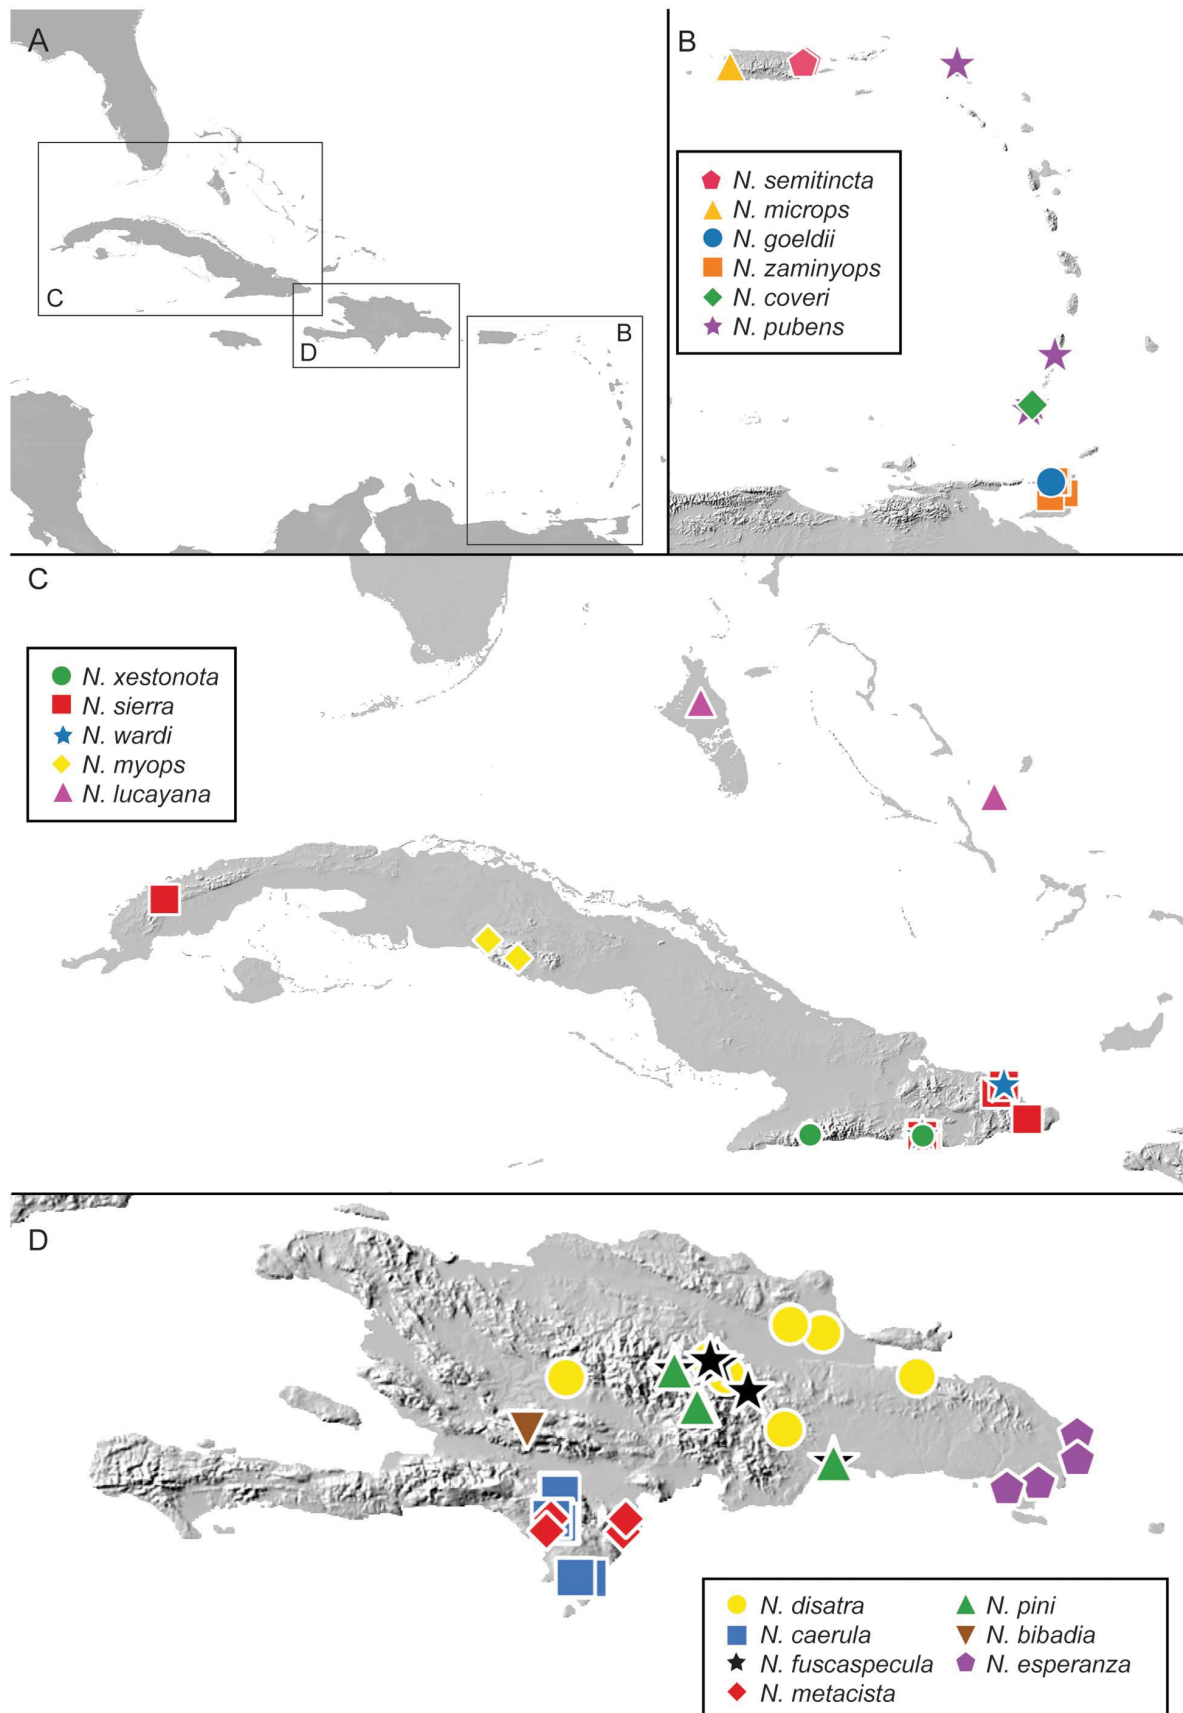 A
B
C
D
B
N. semitincta
N. microps
N. goeldii
N. zaminyops
N. coveri
N. pubens
C
N. xestonota
N. sierra
N. wardi
N. myops
N. lucayana
D
N. disatra
N. caerula
N. fuscaspecula
N. metacista
N. pini
N. bibadia
N. esperanza